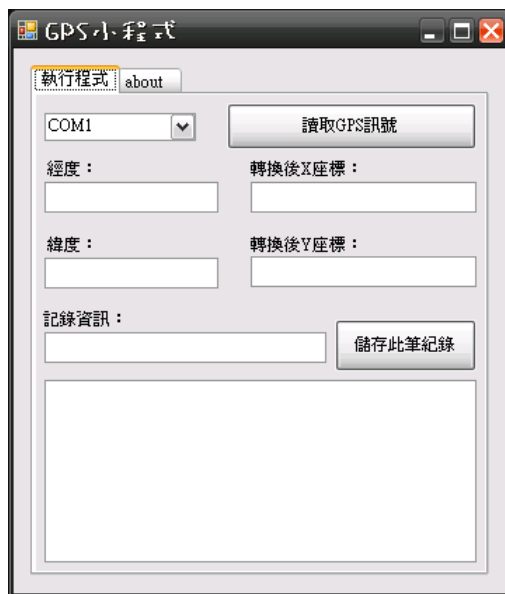 GPS小程式
執行程式 about
COM1 讀取GPS訊號
經度： 轉換後X座標：
緯度： 轉換後Y座標：
記錄資訊：
儲存此筆紀錄